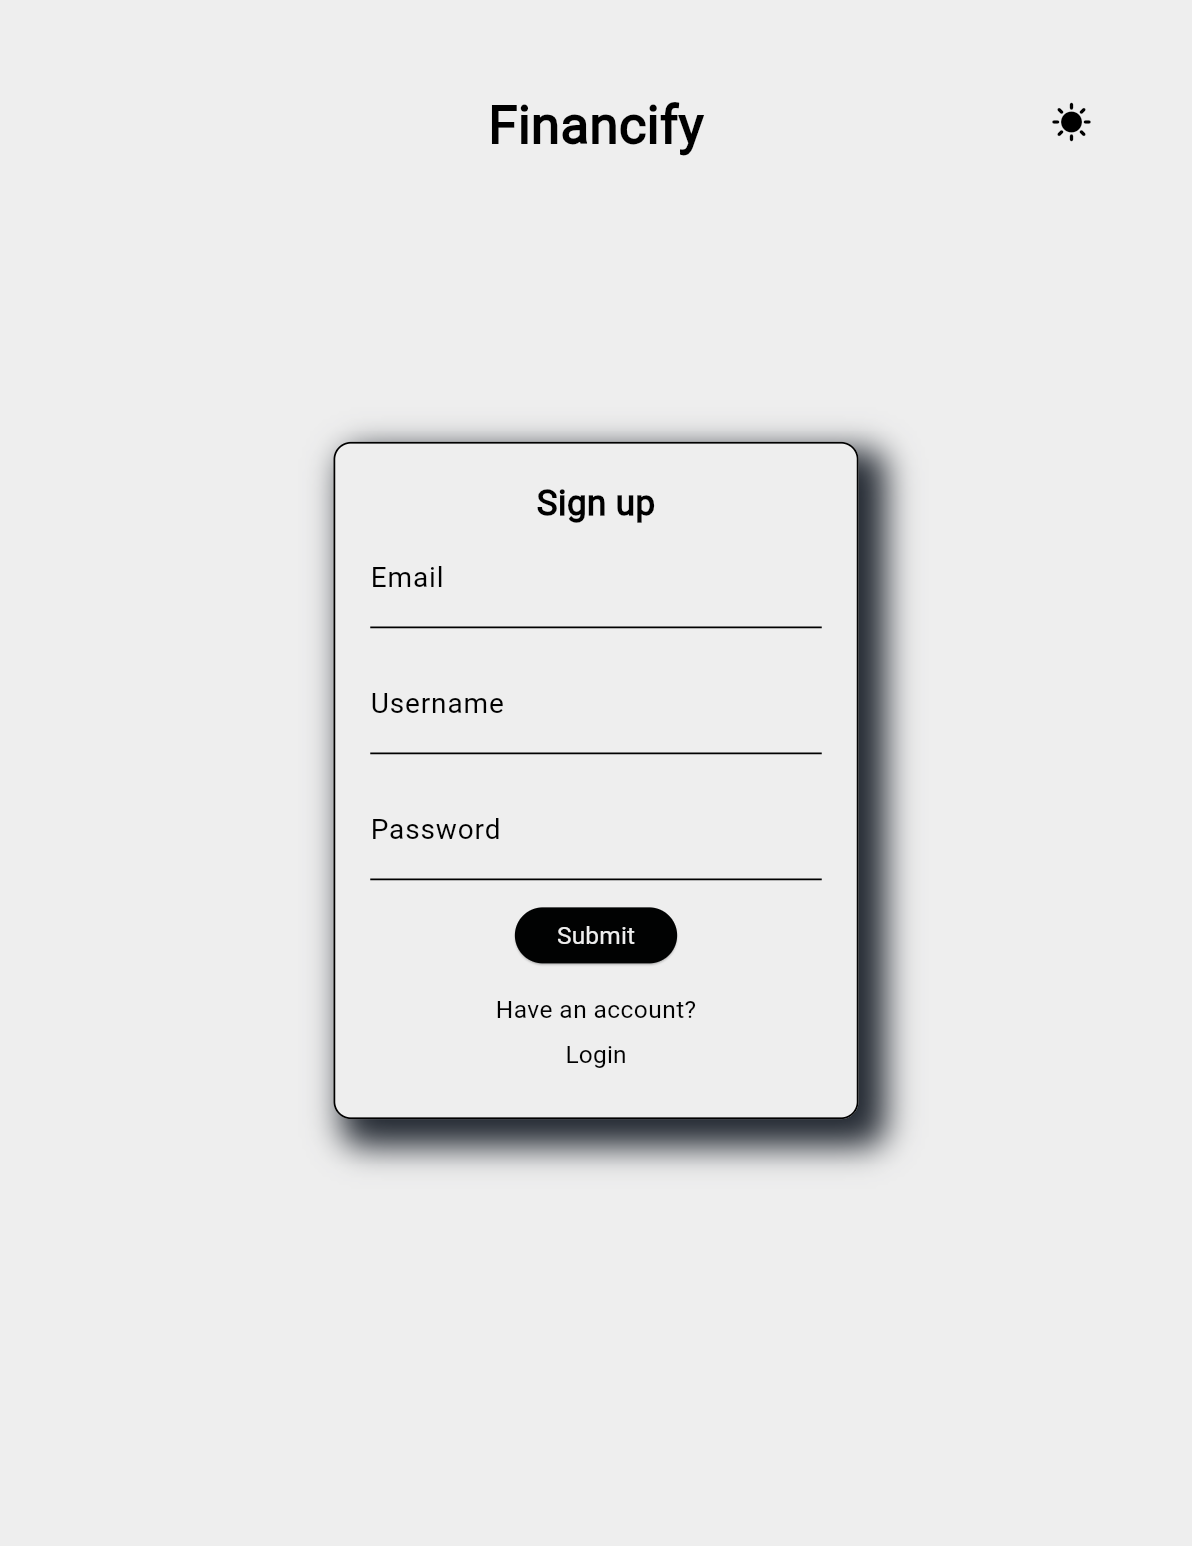 Financify
Sign up
Email
Username
Password
Submit
Have an account?
Login